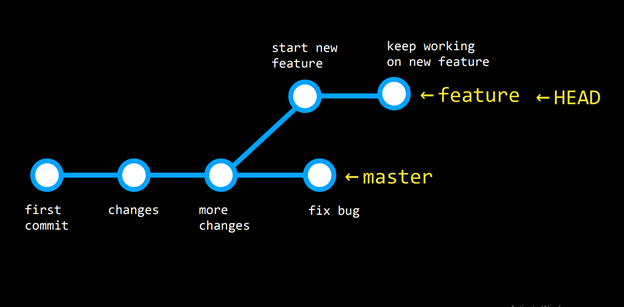 start new
feature
keep working
on new feature
←feature ←HEAD
←master
first
commit
changes
more
changes
fix bug